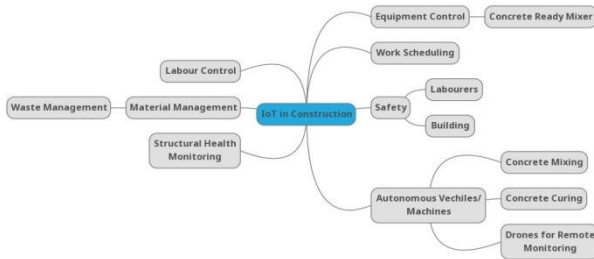 Equipment Control
Concrete Ready Mixer
Work Scheduling
Labour Control
Labourers
Waste Management
Material Management
IoT in Construction
Safety
Building
Structural Health
Monitoring
Concrete Mixing
Autonomous Vechiles/
Machines
Concrete Curing
Drones for Remote
Monitoring